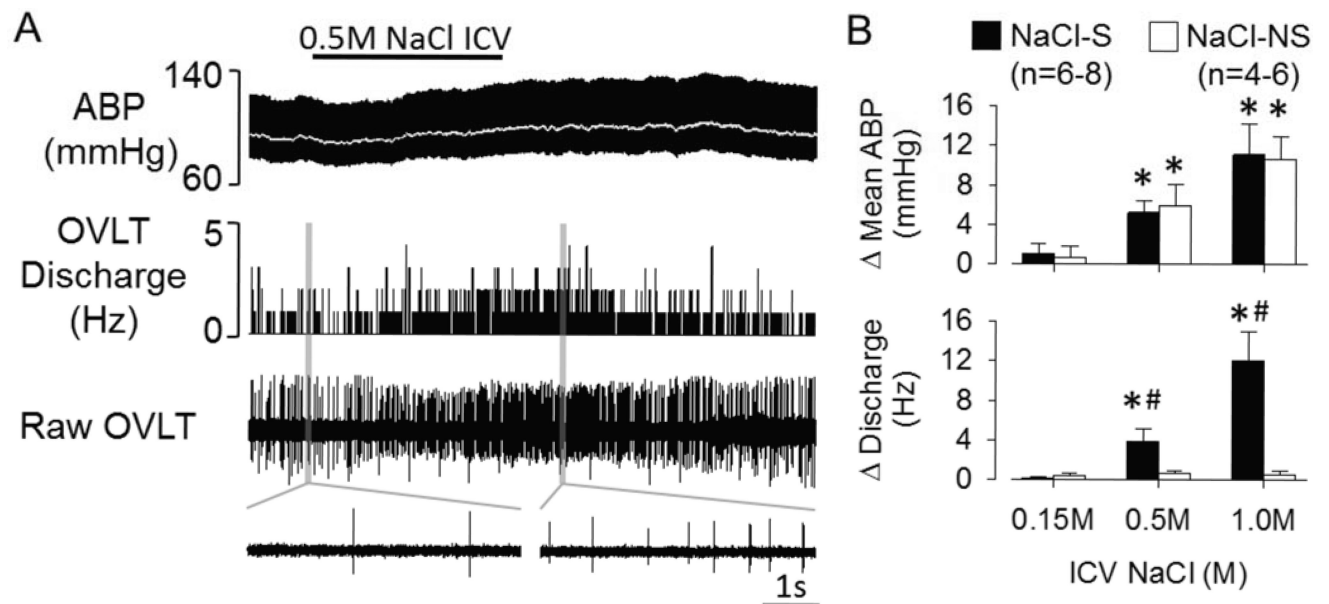 A
0.5M NaCl ICV
140
ABP
(mmHg)
60
5
OVLT
Discharge
(Hz)
0
Raw OVLT
1s
B
NaCl-S
(n=6-8)
NaCl-NS
(n=4-6)
Δ Mean ABP
(mmHg)
16
12
8
4
0
* *
* *
Δ Discharge
(Hz)
16
12
8
4
0
*#
*#
0.15M 0.5M 1.0M
ICV NaCl (M)